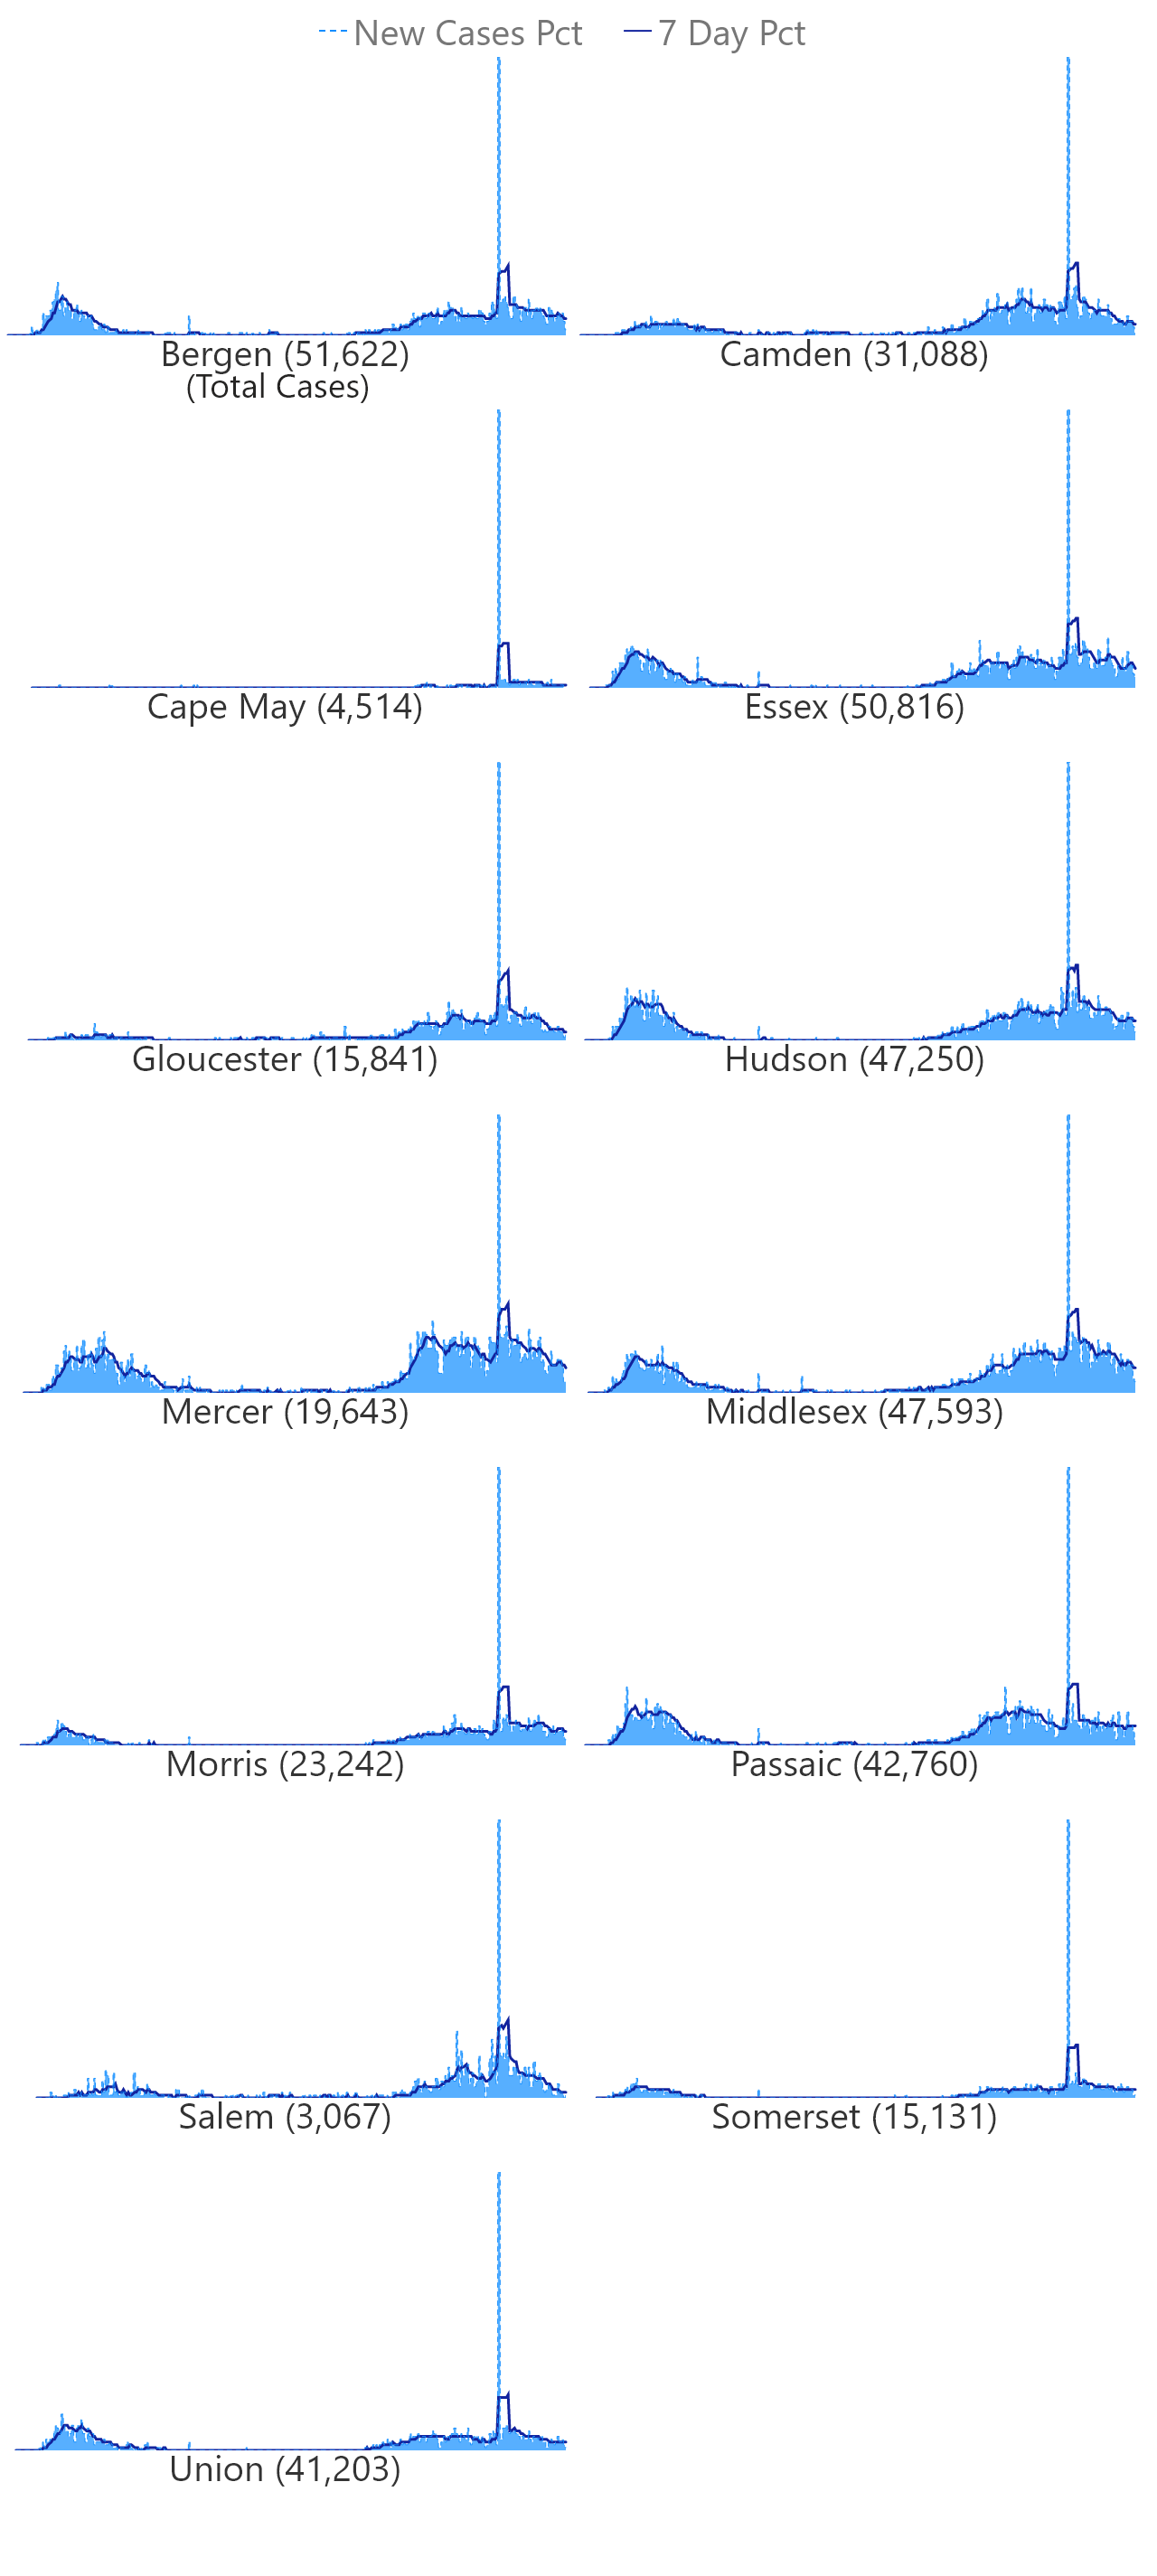 New Cases Pct 7 Day Pct
Bergen (51,622) Camden (31,088)
(Total Cases)
Cape May (4,514) Essex (50,816)
Gloucester (15,841) Hudson (47,250)
Mercer (19,643) Middlesex (47,593)
Morris (23,242) Passaic (42,760)
Salem (3,067) Somerset (15,131)
Union (41,203)